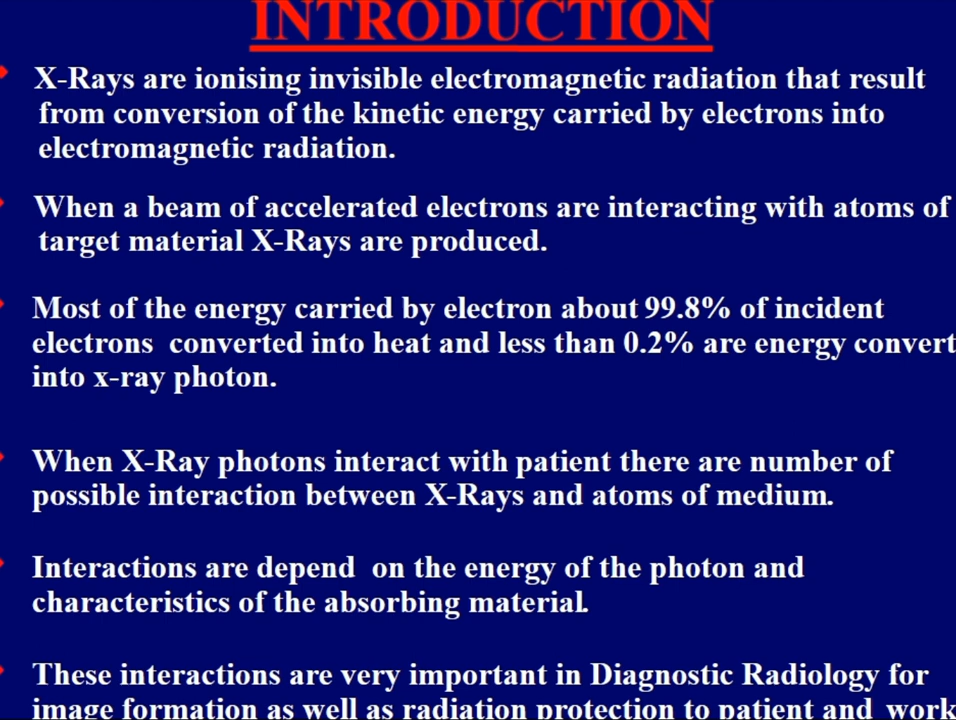 INTRODUCTION
X-Rays are ionising invisible electromagnetic radiation that result
from conversion of the kinetic energy carried by electrons into
electromagnetic radiation.
When a beam of accelerated electrons are interacting with atoms of
target material X-Rays are produced.
Most of the energy carried by electron about 99.8% of incident
electrons converted into heat and less than 0.2% are energy convert
into x-ray photon.
When X-Ray photons interact with patient there are number of
possible interaction between X-Rays and atoms of medium.
Interactions are depend on the energy of the photon and
characteristics of the absorbing material.
These interactions are very important in Diagnostic Radiology for
image formation as well as radiation protection to patient and work